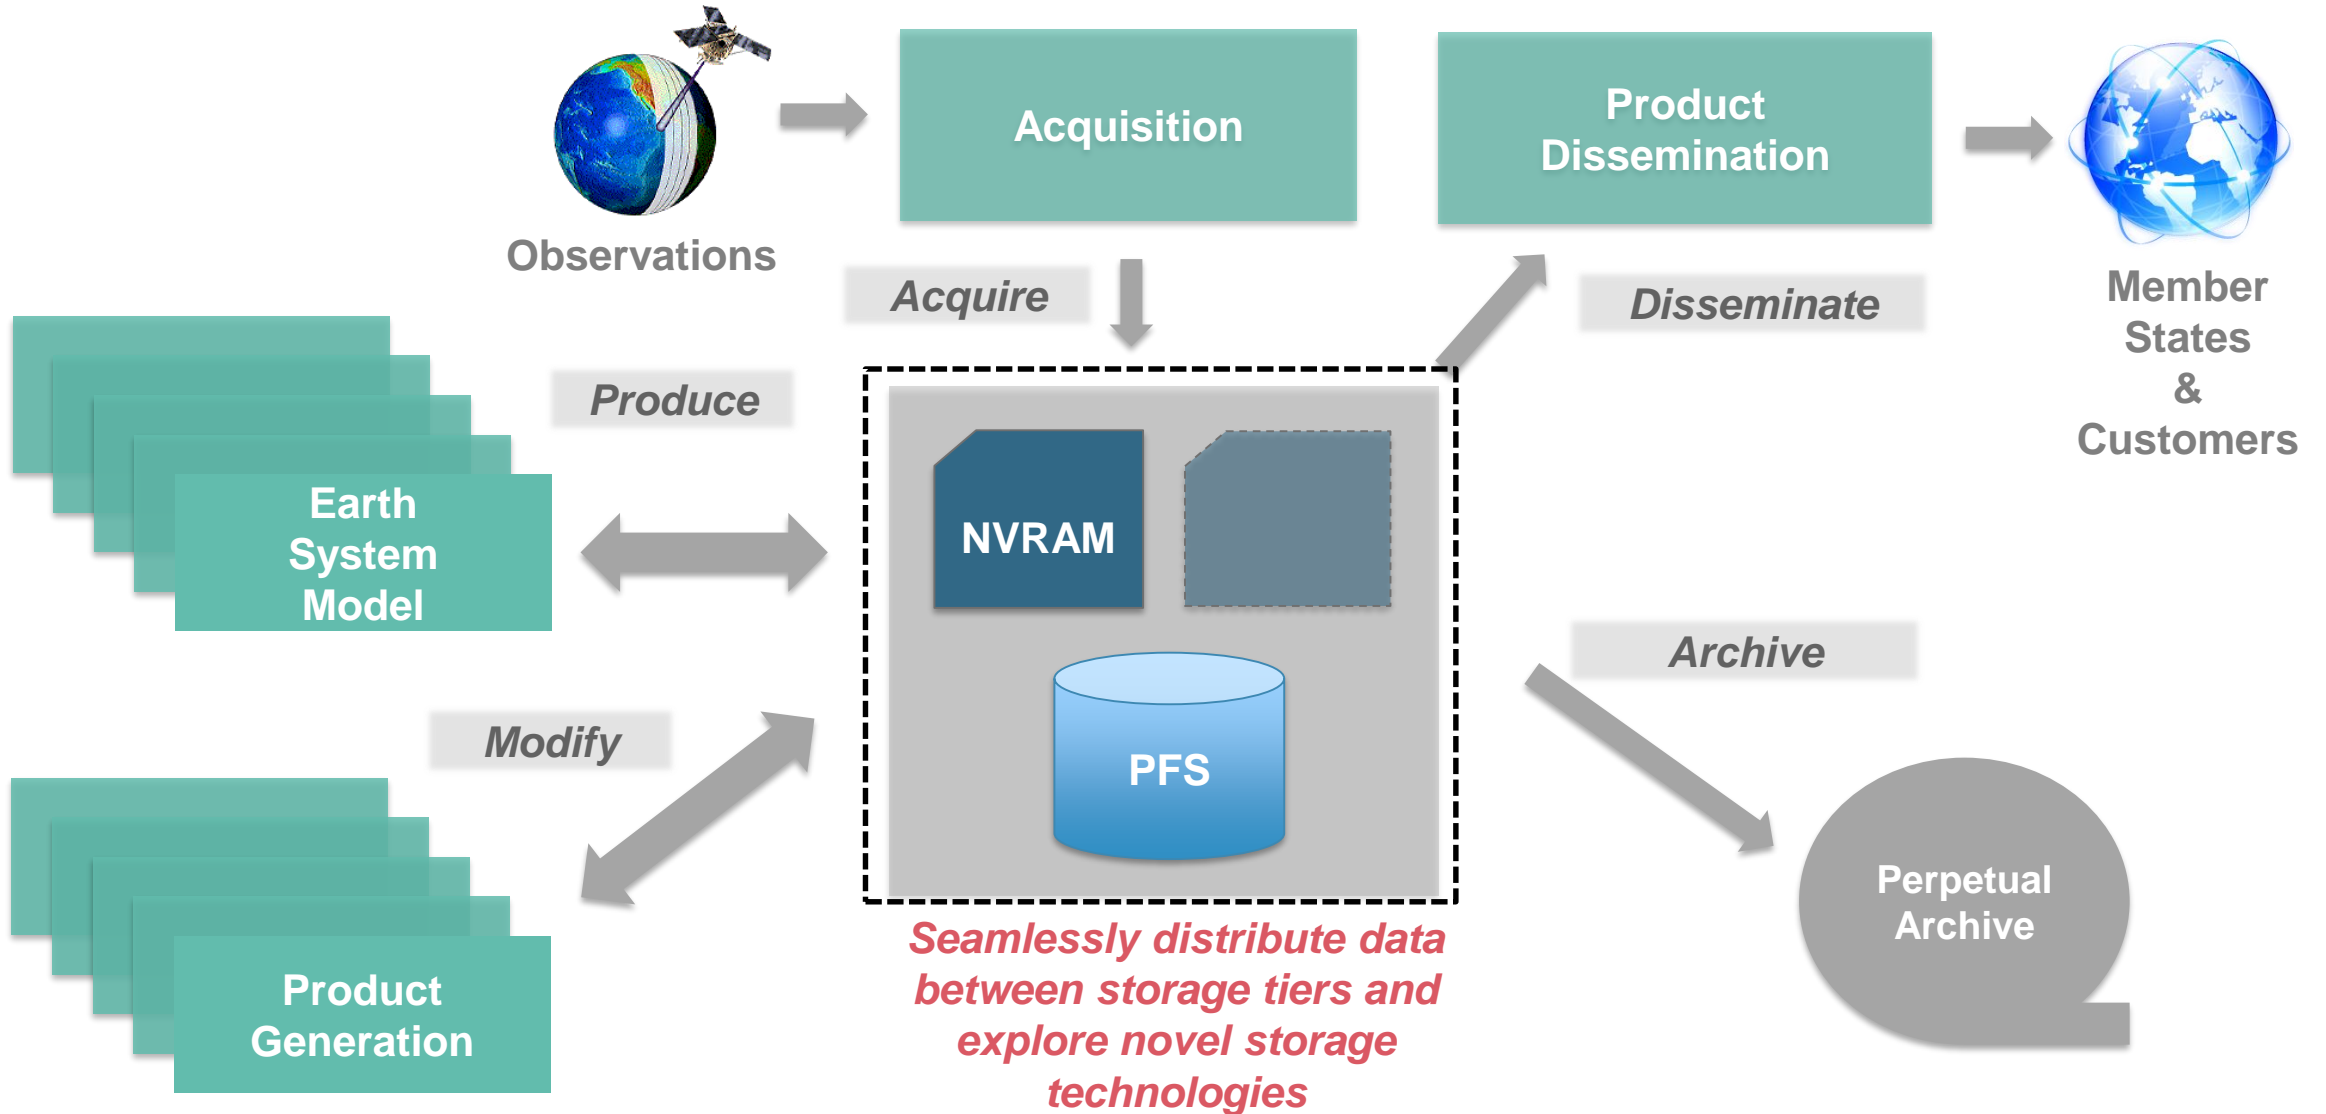 Acquisition
Product
Dissemination
Observations
Acquire
Disseminate
Member
States
&
Customers
Produce
Earth
System
Model
NVRAM
PFS
Modify
Archive
Product
Generation
Perpetual
Archive
Seamlessly distribute data
between storage tiers and
explore novel storage
technologies